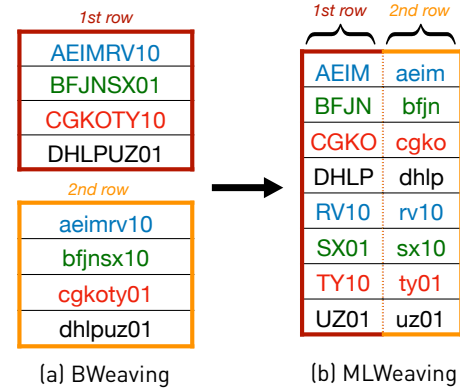 1st row
AEIMRV10
BFJNSX01
CGKOTY10
DHLPUZ01
2nd row
aeimrv10
bfjnsx10
cgkoty01
dhlpuz01
(a) BWeaving
1st row 2nd row
AEIM aeim
BFJN bfjn
CGKO cgko
DHLP dhlp
RV10 rv10
SX01 sx10
TY10 ty01
UZ01 uz01
(b) MLWeaving